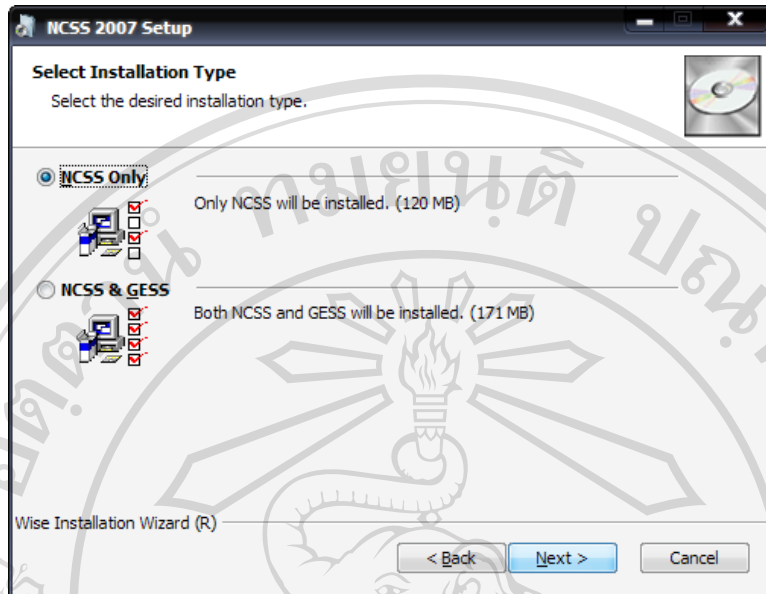 NCSS 2007 Setup
Select Installation Type
Select the desired installation type.
NCSS Only
Only NCSS will be installed. (120 MB)
NCSS & GESS
Both NCSS and GESS will be installed. (171 MB)
Wise Installation Wizard (R)
< Back
Next >
Cancel